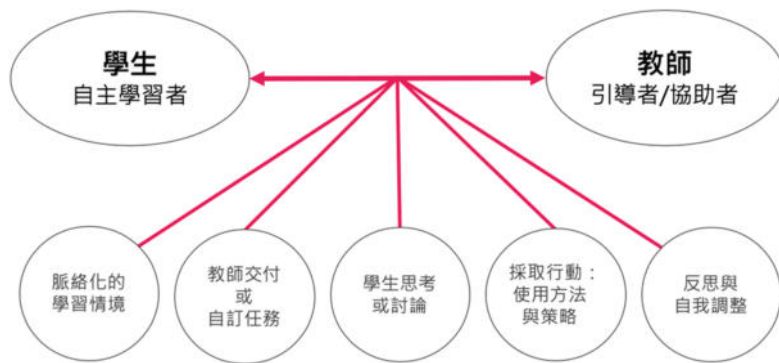 學生
自主學習者
教師
引導者/協助者
脈絡化的
學習情境
教師交付
或
自訂任務
學生思考
或討論
採取行動：
使用方法
與策略
反思與
自我調整